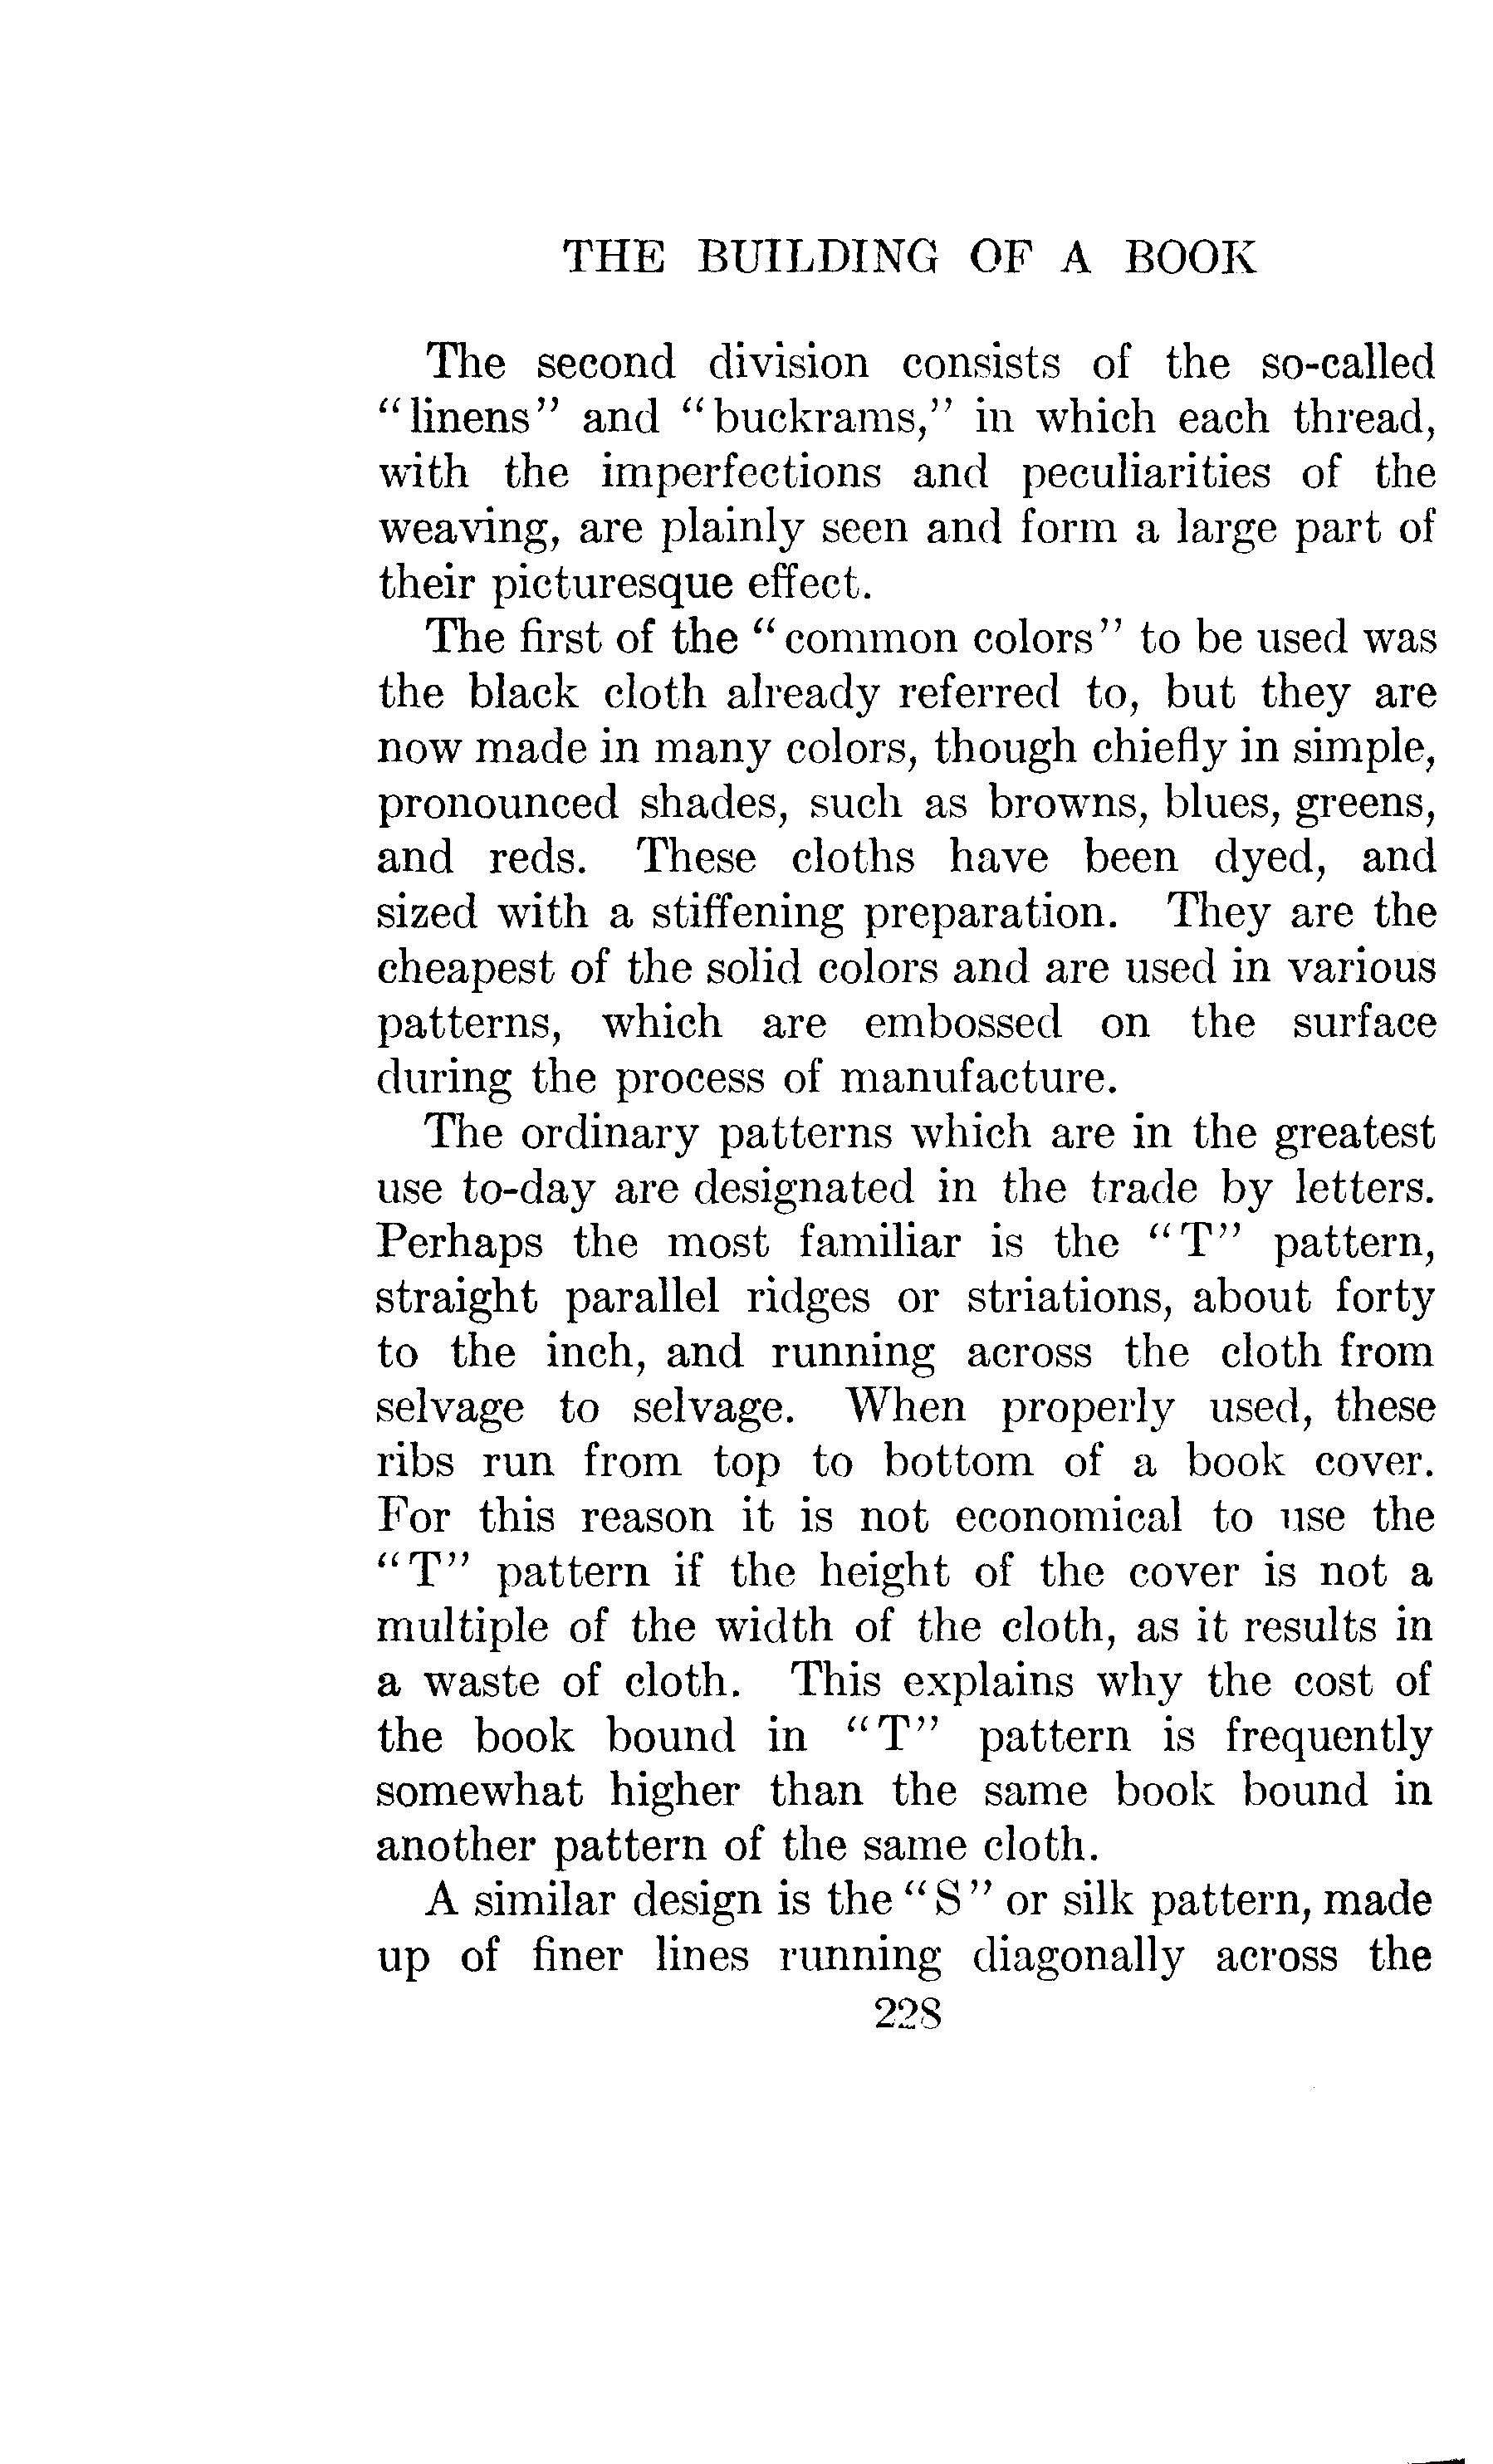 THE BUILDING OF A BOOK
The second division consists of the so-called
"linens" and "buckrams," in which each thread,
with the imperfections and peculiarities of the
weaving, are plainly seen and form a large part of
their picturesque effect.
The first of the "common colors" to be used was
the black cloth already referred to, but they are
now made in many colors, though chiefly in simple,
pronounced shades, such as browns, blues, greens,
and reds. These cloths have been dyed, and
sized with a stiffening preparation. They are the
cheapest of the solid colors and are used in various
patterns, which are embossed on the surface
during the process of manufacture.
The ordinary patterns which are in the greatest
use to-day are designated in the trade by letters.
Perhaps the most familiar is the "T" pattern,
straight parallel ridges or striations, about forty
to the inch, and running across the cloth from
selvage to selvage. When properly used, these
ribs run from top to bottom of a book cover.
For this reason it is not economical to use the
"T" pattern if the height of the cover is not a
multiple of the width of the cloth, as it results in
a waste of cloth. This explains why the cost of
the book bound in "T" pattern is frequently
somewhat higher than the same book bound in
another pattern of the same cloth.
A similar design is the "S" or silk pattern, made
up of finer lines running diagonally across the
228